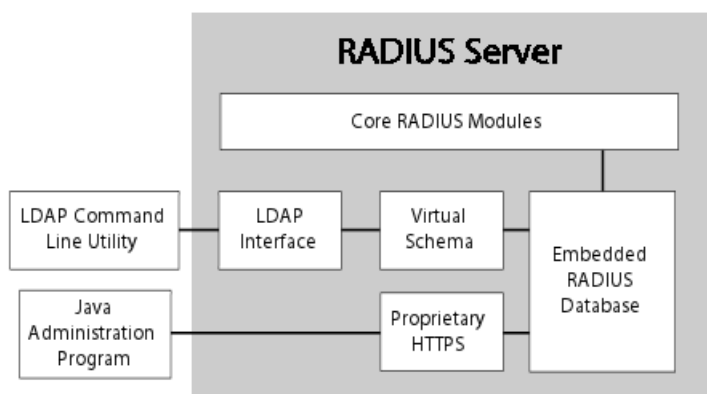 RADIUS Server
Core RADIUS Modules
LDAP Command
Line Utility
LDAP
Interface
Virtual
Schema
Embedded
RADIUS
Database
Java
Administration
Program
Proprietary
HTTPS